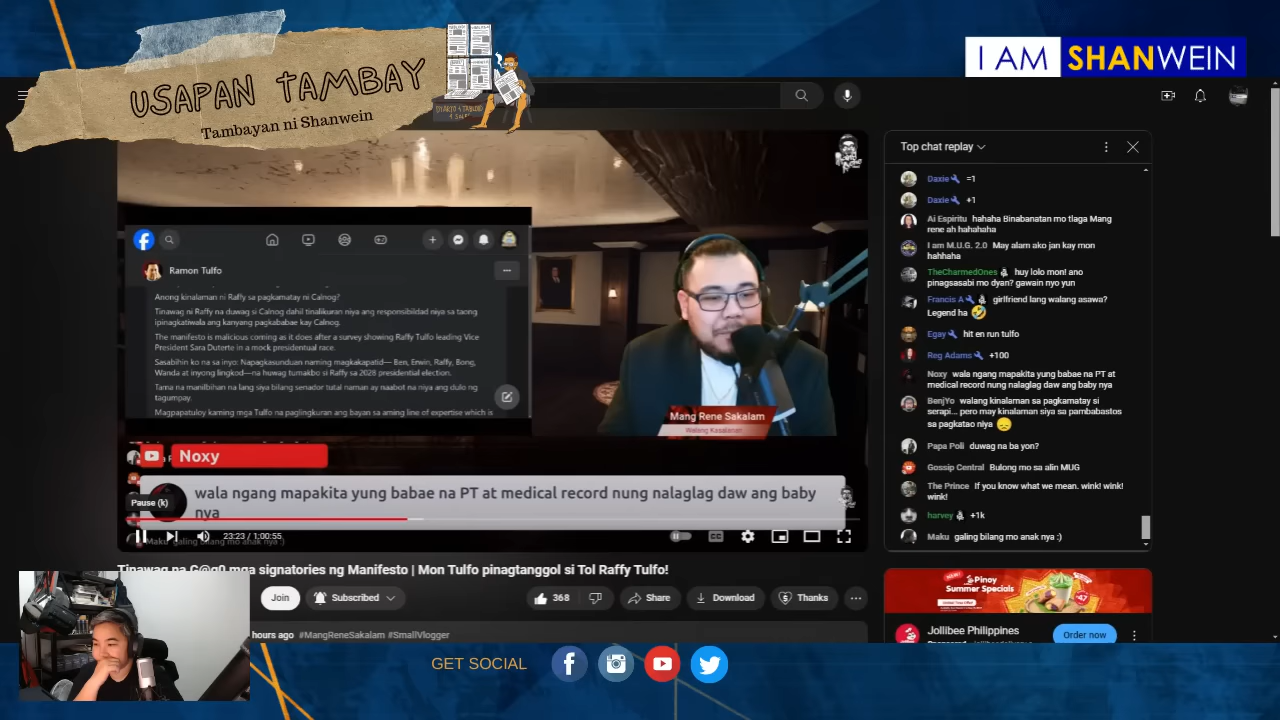 USAPAN TAMBAY
Tambayan ni Shanwein
I AM SHANWEIN
Ramon Tulfo
Anong kinalaman ni Raffy sa pagkamatay ni Calnog?
Tinawag ni Raffy na duwag si Calnog dahil tinalikuran niya ang responsibilidad niya sa taong
ipinagkatiwala ang kanyang pagkababae kay Calnog.
The manifesto is malicious coming as it does after a survey showing Raffy Tulfo leading Vice
President Sara Duterte in a mock presidentual race.
Sasabihin ko na sa inyo: Napagkasunduan naming magkakapatid— Ben, Erwin, Raffy, Bong,
Wanda at inyong lingkod—na huwag tumakbo si Raffy sa 2028 presidential election.
Tama na manilbihan na lang siya bilang senador tutal naman ay naabot na niya ang dulo ng
tagumpay.
Magpapatuloy kaming mga Tulfo na paglingkuran ang bayan sa aming line of expertise which is
Mang Rene Sakalam
Walang Kasalanan
Noxy
wala ngang mapakita yung babae na PT at medical record nung nalaglag daw ang baby
nya
Pause (k)
23:23 / 1:00:55
Maku galing bilang mo ahak nya :)
Tinawag na G@g0 mga signatories ng Manifesto | Mon Tulfo pinagtanggol si Tol Raffy Tulfo!
Join
Subscribed
368
Share
Download
Thanks
hours ago #MangReneSakalam #SmallVlogger
Top chat replay
Daxie =1
Daxie +1
Ai Espiritu hahaha Binabanatan mo tlaga Mang
rene ah hahahaha
I am M.U.G. 2.0 May alam ako jan kay mon
hahhaha
TheCharmedOnes huy lolo mon! ano
pinagsasabi mo dyan? gawain nyo yun
Francis A girlfriend lang walang asawa?
Legend ha 🤣
Egay hit en run tulfo
Reg Adams +100
Noxy wala ngang mapakita yung babae na PT at
medical record nung nalaglag daw ang baby nya
BenJyo walang kinalaman sa pagkamatay si
serapi... pero may kinalaman siya sa pambabastos
sa pagkatao niya 😞
Papa Poli duwag na ba yon?
Gossip Central Bulong mo sa alin MUG
The Prince If you know what we mean. wink! wink!
wink!
harvey +1k
Maku galing bilang mo anak nya :)
Pinoy
Summer Specials
Jollibee Philippines
Order now
GET SOCIAL